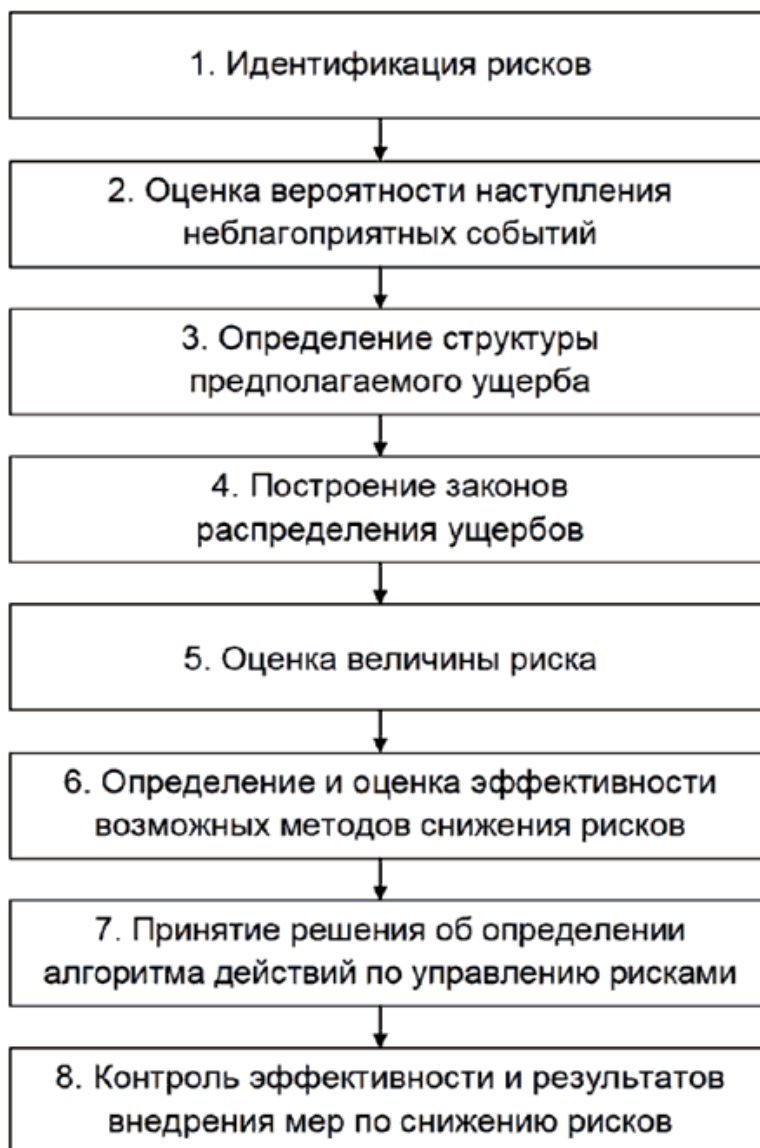 1. Идентификация рисков
2. Оценка вероятности наступления
неблагоприятных событий
3. Определение структуры
предполагаемого ущерба
4. Построение законов
распределения ущербов
5. Оценка величины риска
6. Определение и оценка эффективности
возможных методов снижения рисков
7. Принятие решения об определении
алгоритма действий по управлению рисками
8. Контроль эффективности и результатов
внедрения мер по снижению рисков